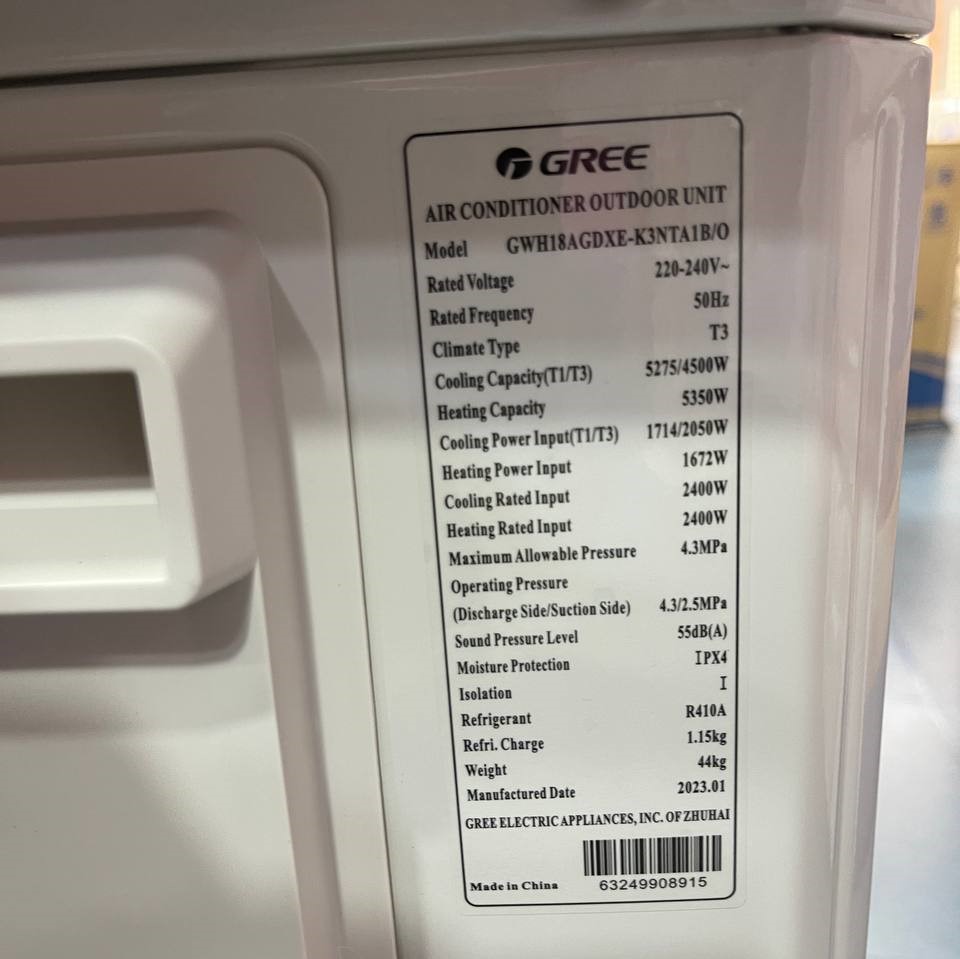 GREE
AIR CONDITIONER OUTDOOR UNIT
Model GWH18AGDXE-K3NTA1B/O
Rated Voltage 220-240V~
Rated Frequency 50Hz
Climate Type T3
Cooling Capacity(T1/T3) 5275/4500W
Heating Capacity 5350W
Cooling Power Input(T1/T3) 1714/2050W
Heating Power Input 1672W
Cooling Rated Input 2400W
Heating Rated Input 2400W
Maximum Allowable Pressure 4.3MPa
Operating Pressure
(Discharge Side/Suction Side) 4.3/2.5MPa
Sound Pressure Level 55dB(A)
Moisture Protection IPX4
Isolation I
Refrigerant R410A
Refri. Charge 1.15kg
Weight 44kg
Manufactured Date 2023.01
GREE ELECTRIC APPLIANCES, INC. OF ZHUHAI
Made in China 63249908915